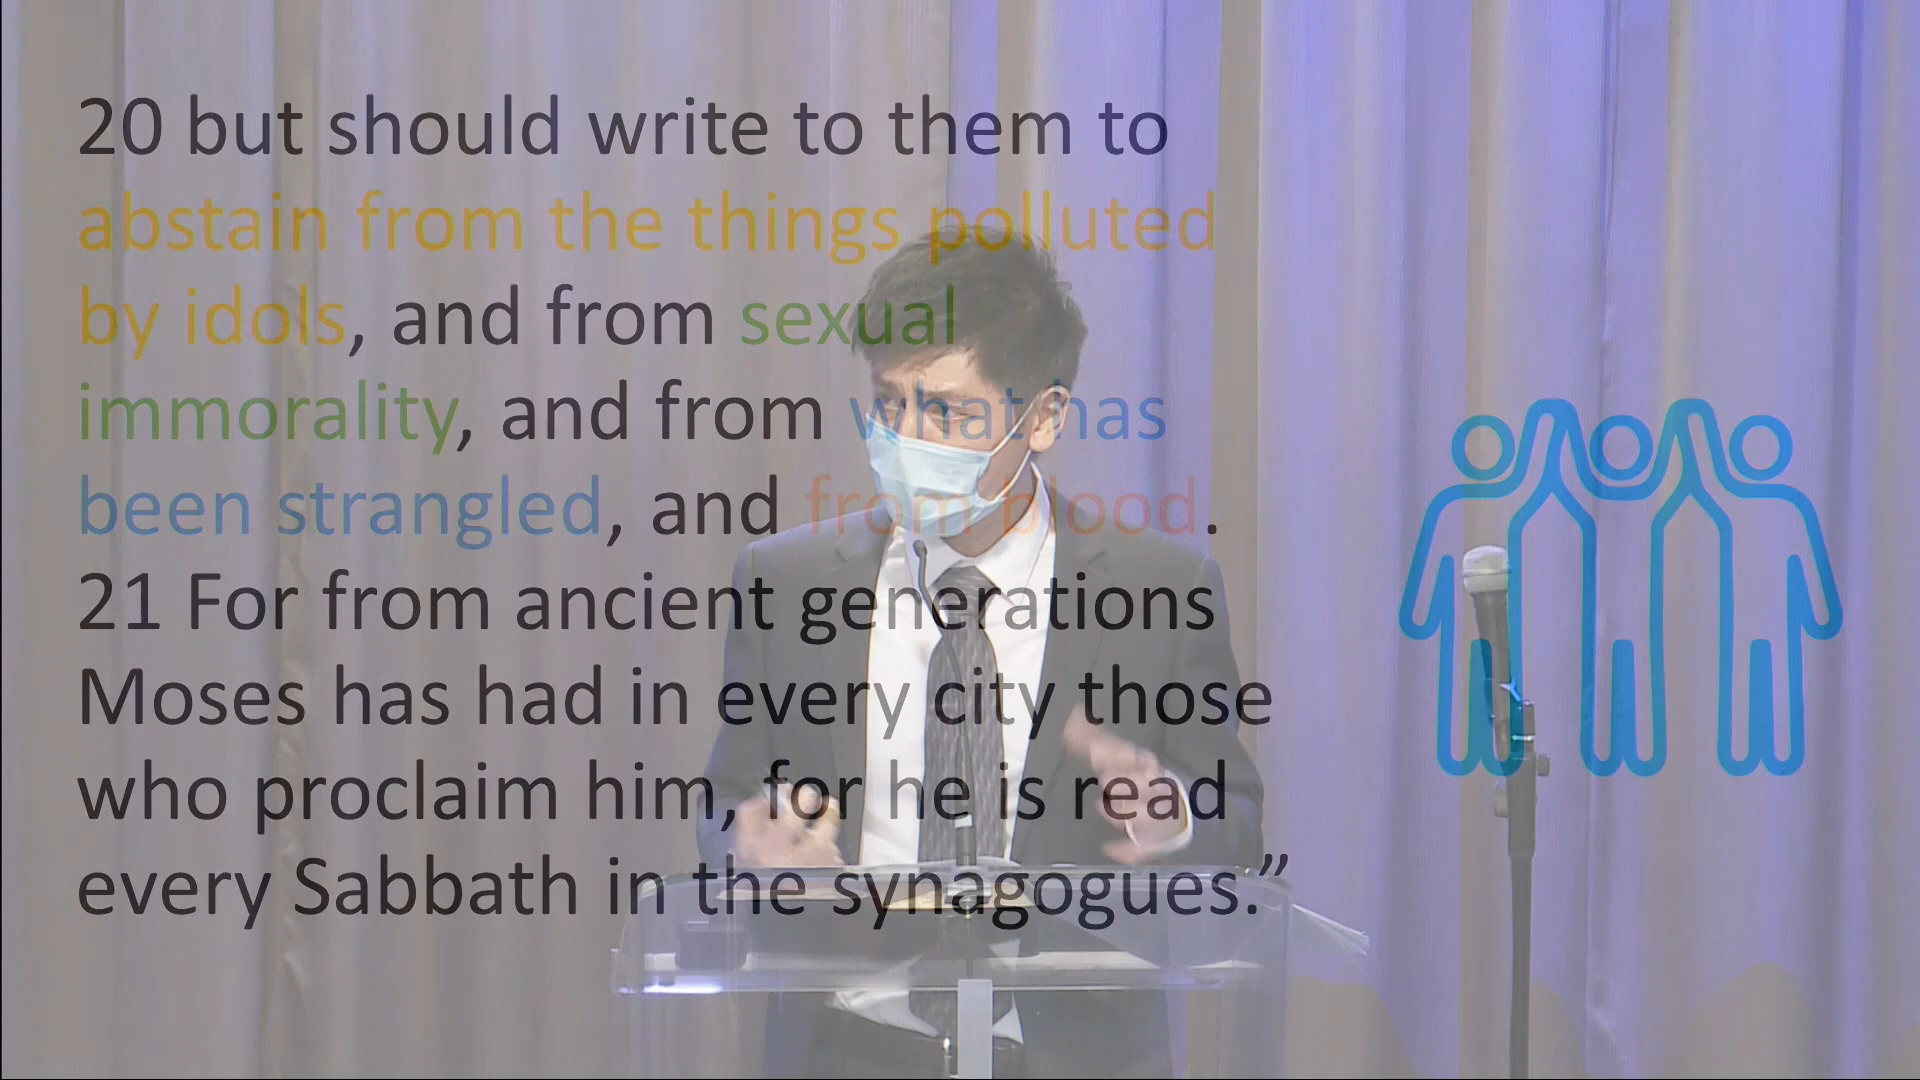 20 but should write to them to
abstain from the things polluted
by idols, and from sexual
immorality, and from what has
been strangled, and from blood.
21 For from ancient generations
Moses has had in every city those
who proclaim him, for he is read
every Sabbath in the synagogues.”